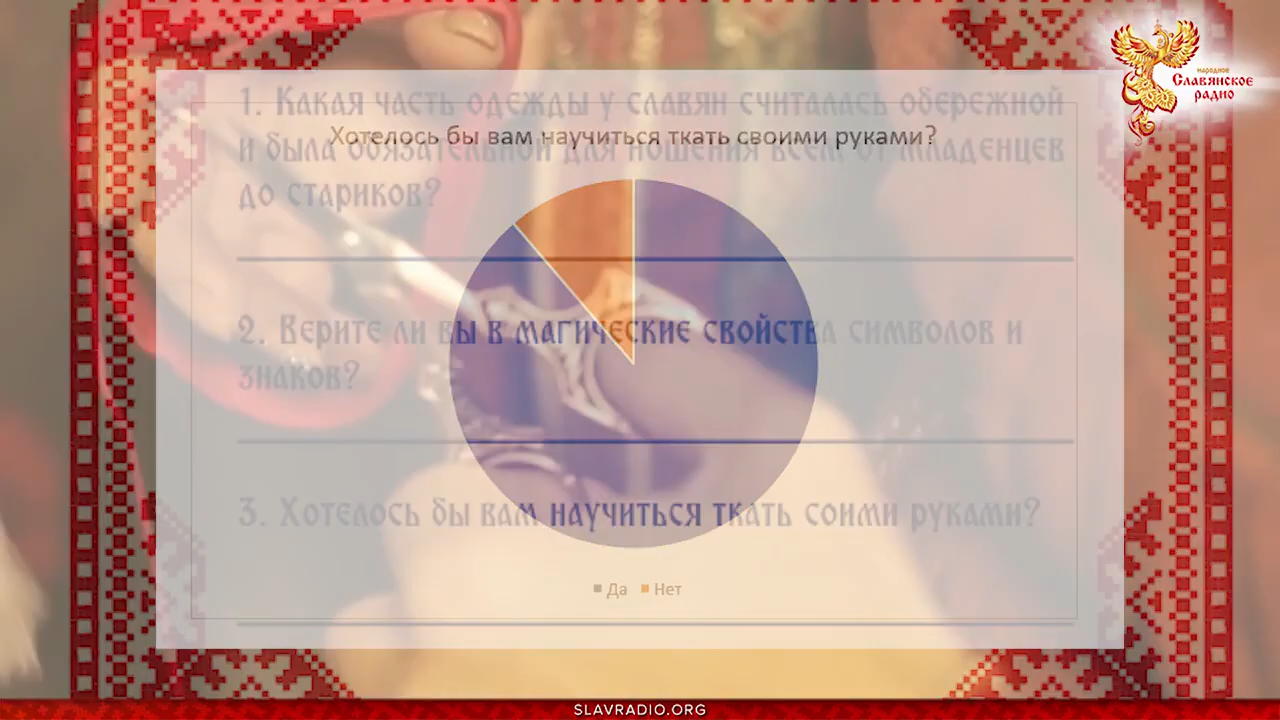 народное
Славянское
радио
1. Какая часть одежды у славян считалась обережной
Хотелось бы вам научиться ткать своими руками?
и была обязательной для ношения всем от младенцев
до стариков?
2. Верите ли вы в магические свойства символов и
знаков?
3. Хотелось бы вам научиться ткать соими руками?
Да Нет
SLAVRADIO.ORG